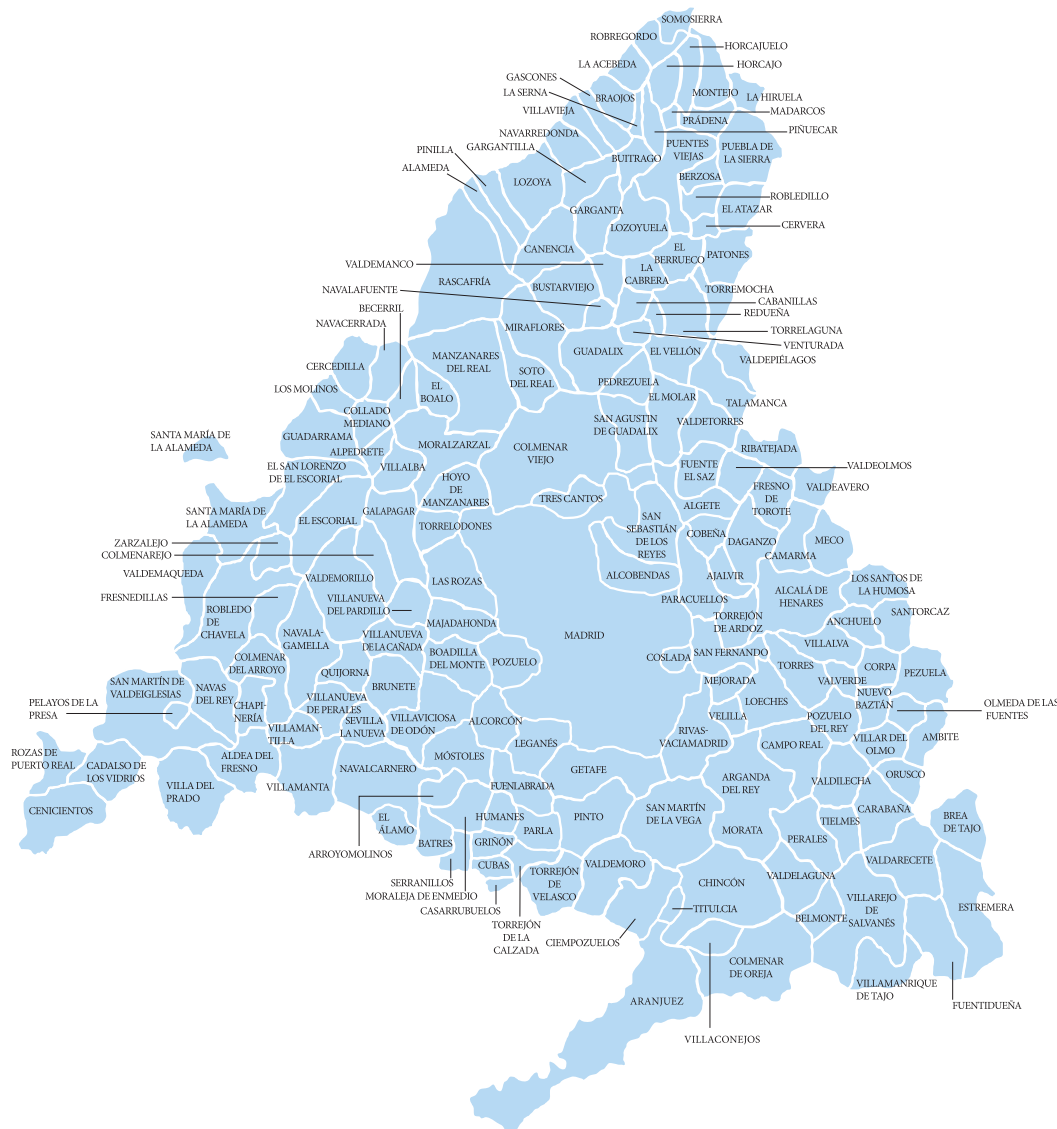 SOMOSIERRA
ROBREGORDO
HORCAJUELO
LA ACEBEDA
HORCAJO
GASCONES
LA SERNA
BRAOJOS
MONTEJO
LA HIRUELA
VILLAVIEJA
MADARCOS
PRÁDENA
NAVARREDONDA
PIÑUECAR
GARGANTILLA
PUENTES
VIEJAS
PUEBLA DE
LA SIERRA
PINILLA
BUITRAGO
ALAMEDA
LOZOYA
BERZOSA
ROBLEDILLO
GARGANTA
EL ATAZAR
LOZOYUELA
CERVERA
CANENCIA
EL
BERRUECO
PATONES
VALDEMANCO
LA
CABRERA
RASCAFRÍA
BUSTARVIEJO
TORREMOCHA
NAVALAFUENTE
CABANILLAS
BECERRIL
REDUEÑA
NAVACERRADA
MIRAFLORES
TORRELAGUNA
VENTURADA
MANZANARES
DEL REAL
GUADALIX
EL VELLÓN
VALDEPIÉLAGOS
CERCEDILLA
SOTO
DEL REAL
LOS MOLINOS
EL
BOALO
PEDREZUELA
EL MOLAR
TALAMANCA
COLLADO
MEDIANO
SAN AGUSTIN
DE GUADALIX
VALDETORRES
SANTA MARÍA DE
LA ALAMEDA
GUADARRAMA
ALPEDRETE
MORALZARZAL
COLMENAR
VIEJO
RIBATEJADA
EL SAN LORENZO
DE EL ESCORIAL
VILLALBA
FUENTE
EL SAZ
VALDEOLMOS
HOYO
DE
MANZANARES
TRES CANTOS
FRESNO
DE
TOROTE
VALDEAVERO
SANTA MARÍA DE
LA ALAMEDA
EL ESCORIAL
GALAPAGAR
TORRELODONES
SAN
SEBASTIÁN
DE LOS
REYES
ALGETE
COBEÑA
DAGANZO
MECO
ZARZALEJO
COLMENAREJO
CAMARMA
VALDEMAQUEDA
VALDEMORILLO
LAS ROZAS
ALCOBENDAS
AJALVIR
LOS SANTOS DE
LA HUMOSA
FRESNEDILLAS
VILLANUEVA
DEL PARDILLO
PARACUELLOS
ALCALÁ DE
HENARES
ROBLEDO
DE
CHAVELA
SANTORCAZ
MAJADAHONDA
TORREJÓN
DE ARDOZ
ANCHUELO
NAVALA-
GAMELLA
VILLANUEVA
DE LA CAÑADA
MADRID
VILLALVA
COLMENAR
DEL ARROYO
BOADILLA
DEL MONTE
POZUELO
COSLADA
SAN FERNANDO
TORRES
CORPA
PEZUELA
SAN MARTÍN DE
VALDEIGLESIAS
NAVAS
DEL REY
QUIJORNA
BRUNETE
MEJORADA
VALVERDE
PELAYOS DE LA
PRESA
CHAPI-
NERÍA
VILLANUEVA
DE PERALES
LOECHES
NUEVO
BAZTÁN
OLMEDA DE LAS
FUENTES
VILLAMAN-
TILLA
SEVILLA
LA NUEVA
VILLAVICIOSA
DE ODÓN
ALCORCÓN
VELILLA
POZUELO
DEL REY
ROZAS DE
PUERTO REAL
LEGANÉS
RIVAS-
VACIAMADRID
CAMPO REAL
VILLAR DEL
OLMO
AMBITE
CADALSO DE
LOS VIDRIOS
ALDEA DEL
FRESNO
NAVALCARNERO
MÓSTOLES
GETAFE
ORUSCO
VILLA DEL
PRADO
VILLAMANTA
FUENLABRADA
ARGANDA
DEL REY
VALDILECHA
CENICIENTOS
SAN MARTÍN
DE LA VEGA
CARABAÑA
EL
ÁLAMO
HUMANES
PARLA
PINTO
TIELMES
BREA
DE TAJO
MORATA
PERALES
ARROYOMOLINOS
BATRES
GRIÑÓN
CUBAS
VALDEMORO
VALDARECETE
SERRANILLOS
MORALEJA DE ENMEDIO
CASARRUBUELOS
TORREJÓN
DE
VELASCO
CHINCÓN
VALDELAGUNA
VILLAREJO
DE
SALVANÉS
ESTREMERA
TITULCIA
BELMONTE
TORREJÓN
DE LA
CALZADA
CIEMPOZUELOS
COLMENAR
DE OREJA
VILLAMANRIQUE
DE TAJO
FUENTIDUEÑA
ARANJUEZ
VILLACONEJOS